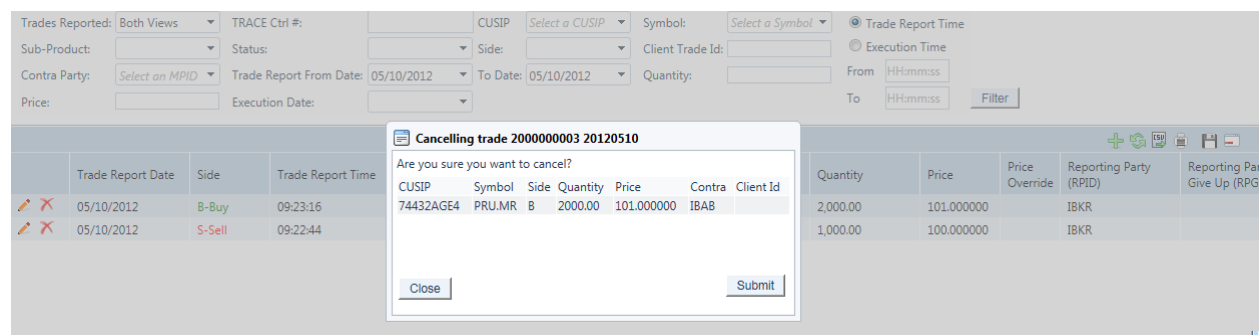 Trades Reported: Both Views TRACE Ctrl #: CUSIP Select a CUSIP Symbol: Select a Symbol Trade Report Time
Sub-Product: Status: Side: Client Trade Id: Execution Time
Contra Party: Select an MPID Trade Report From Date: 05/10/2012 To Date: 05/10/2012 Quantity: From HH:mm:ss
Price: Execution Date: To HH:mm:ss Filter
Cancelling trade 2000000003 20120510
CSV
Are you sure you want to cancel?
CUSIP Symbol Side Quantity Price Contra Client Id
74432AGE4 PRU.MR B 2000.00 101.000000 IBAB
Close Submit
Trade Report Date Side Trade Report Time Quantity Price Price Override Reporting Party (RPID) Reporting Par
Give Up (RPG
05/10/2012 B-Buy 09:23:16 2,000.00 101.000000 IBKR
05/10/2012 S-Sell 09:22:44 1,000.00 100.000000 IBKR